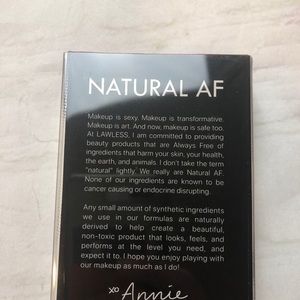 NATURAL AF
Makeup is sexy. Makeup is transformative.
Makeup is art. And now, makeup is safe too.
At LAWLESS, I am committed to providing
beauty products that are Always Free of
ingredients that harm your skin, your health,
the earth, and animals. I don't take the term
"natural" lightly. We really are Natural AF.
None of our ingredients are known to be
cancer causing or endocrine disrupting.
Any small amount of synthetic ingredients
we use in our formulas are naturally
derived to help create a beautiful,
non-toxic product that looks, feels, and
performs at the level you need, and
expect it to. I hope you enjoy playing with
our makeup as much as I do!
xo Annie